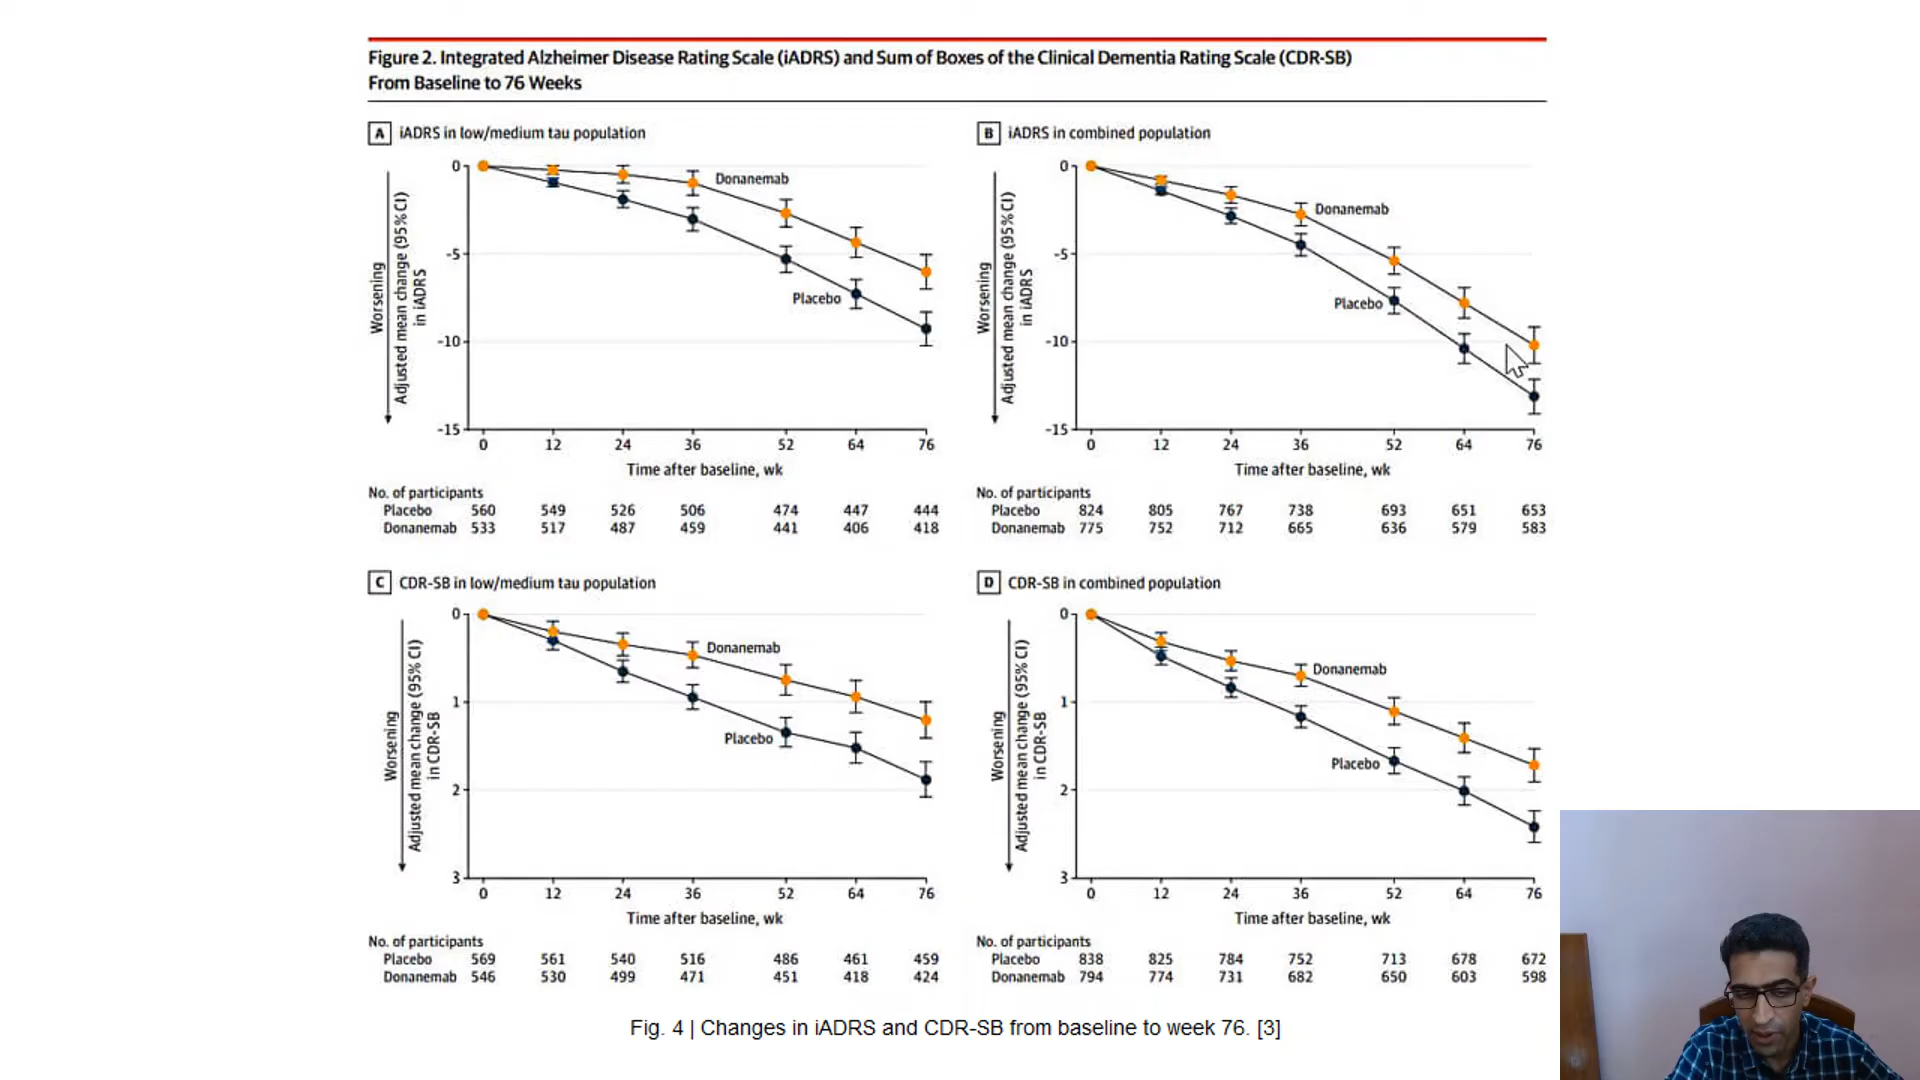 Figure 2. Integrated Alzheimer Disease Rating Scale (iADRS) and Sum of Boxes of the Clinical Dementia Rating Scale (CDR-SB)
From Baseline to 76 Weeks
A iADRS in low/medium tau population
Worsening
Adjusted mean change (95% CI)
in iADRS
0
-5
-10
-15
Donanemab
Placebo
0 12 24 36 52 64 76
Time after baseline, wk
No. of participants
Placebo 560 549 526 506 474 447 444
Donanemab 533 517 487 459 441 406 418
B iADRS in combined population
Worsening
Adjusted mean change (95% CI)
in iADRS
0
-5
-10
-15
Donanemab
Placebo
0 12 24 36 52 64 76
Time after baseline, wk
No. of participants
Placebo 824 805 767 738 693 651 653
Donanemab 775 752 712 665 636 579 583
C CDR-SB in low/medium tau population
Worsening
Adjusted mean change (95% CI)
in CDR-SB
0
1
2
3
Donanemab
Placebo
0 12 24 36 52 64 76
Time after baseline, wk
No. of participants
Placebo 569 561 540 516 486 461 459
Donanemab 546 530 499 471 451 418 424
D CDR-SB in combined population
Worsening
Adjusted mean change (95% CI)
in CDR-SB
0
1
2
3
Donanemab
Placebo
0 12 24 36 52 64 76
Time after baseline, wk
No. of participants
Placebo 838 825 784 752 713 678 672
Donanemab 794 774 731 682 650 603 598
Fig. 4 | Changes in iADRS and CDR-SB from baseline to week 76. [3]